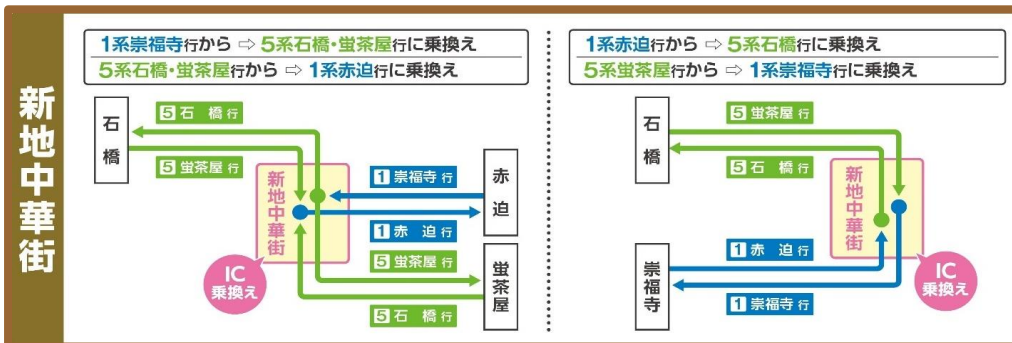 新地中華街
1系崇福寺行から ⇨ 5系石橋・蛍茶屋行に乗換え
5系石橋・蛍茶屋行から ⇨ 1系赤迫行に乗換え
石橋
5 石橋 行
5 蛍茶屋 行
新地中華街
1 崇福寺 行
1 赤迫 行
赤迫
5 蛍茶屋 行
5 石橋 行
蛍茶屋
IC
乗換え
1系赤迫行から ⇨ 5系石橋行に乗換え
5系蛍茶屋行から ⇨ 1系崇福寺行に乗換え
石橋
5 蛍茶屋 行
5 石橋 行
新地中華街
1 赤迫 行
1 崇福寺 行
崇福寺
IC
乗換え